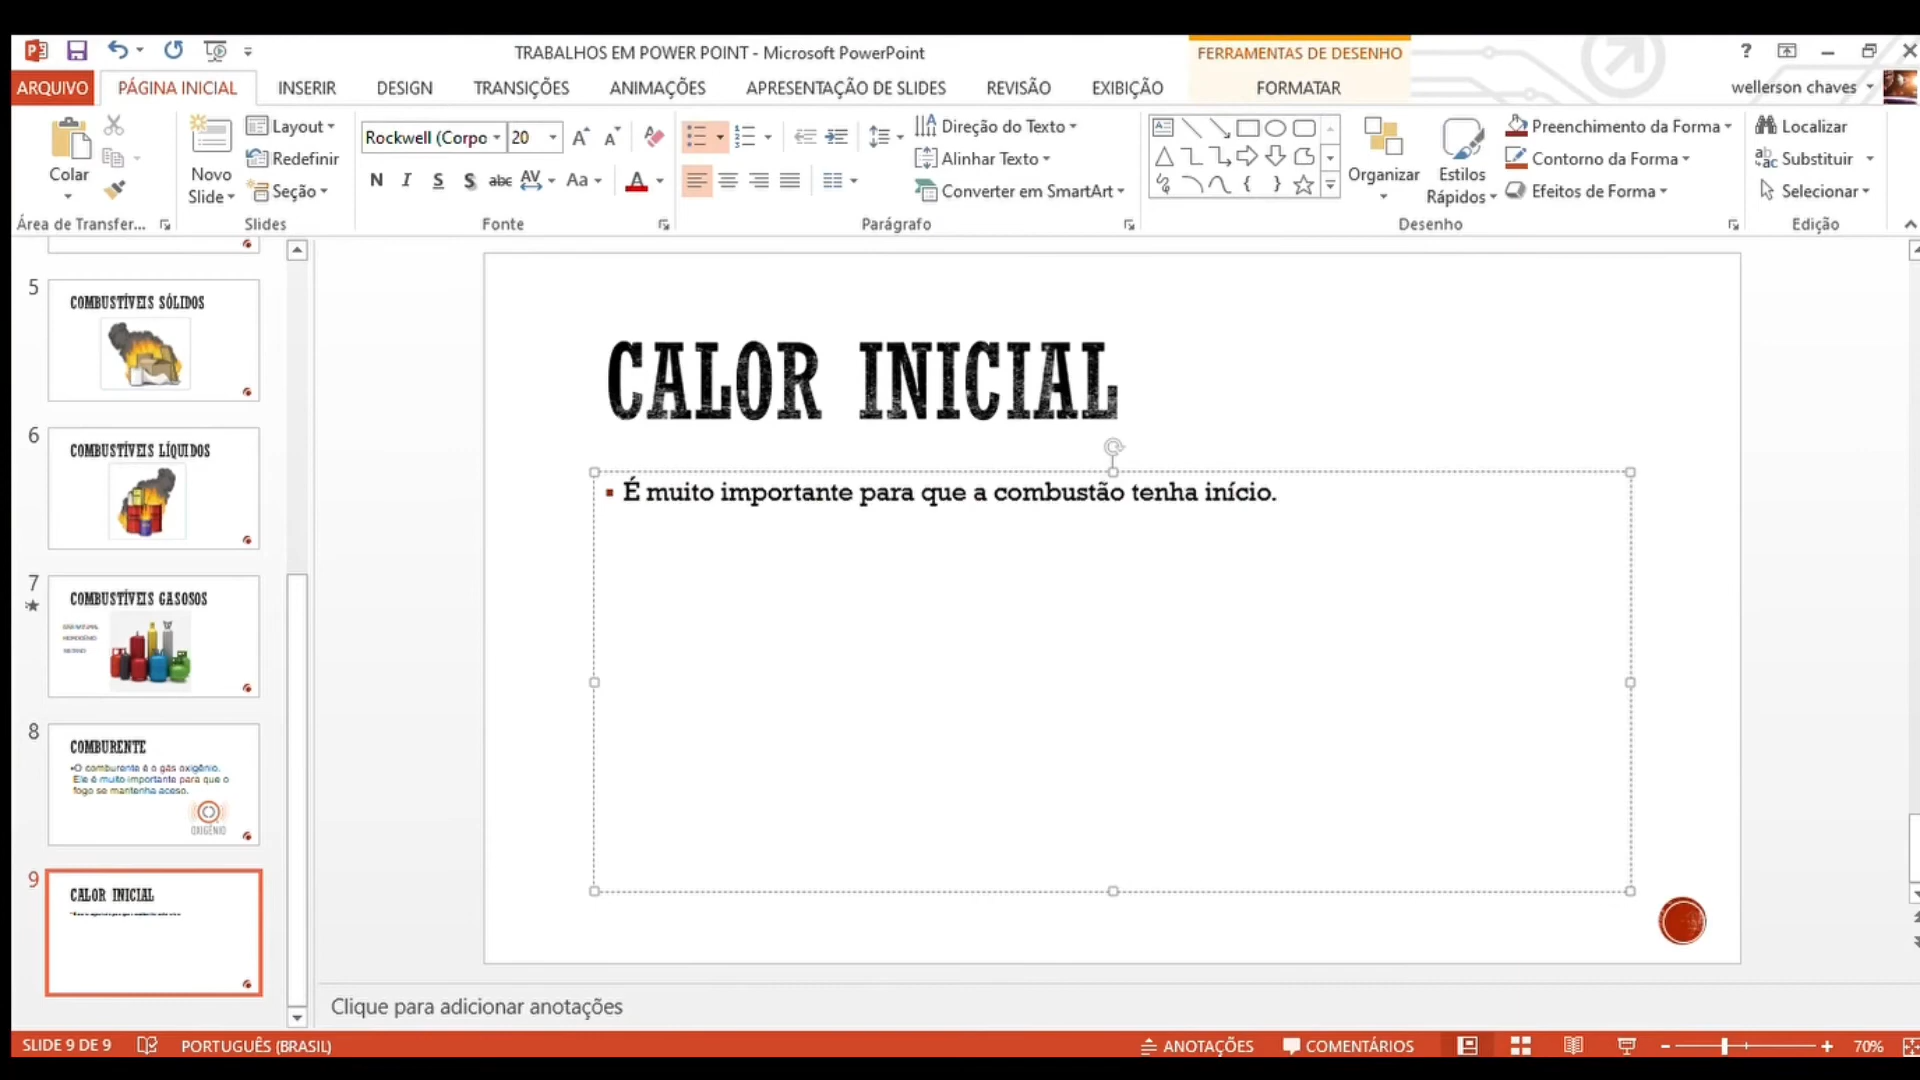 TRABALHOS EM POWER POINT - Microsoft PowerPoint
FERRAMENTAS DE DESENHO
?
ARQUIVO
PÁGINA INICIAL
INSERIR
DESIGN
TRANSIÇÕES
ANIMAÇÕES
APRESENTAÇÃO DE SLIDES
REVISÃO
EXIBIÇÃO
FORMATAR
wellerson chaves
Colar
Novo
Slide
Layout
Redefinir
Seção
Rockwell (Corpo
20
N I S S abc AV Aa A
Direção do Texto
Alinhar Texto
Converter em SmartArt
Organizar
Estilos
Rápidos
Preenchimento da Forma
Contorno da Forma
Efeitos de Forma
Localizar
Substituir
Selecionar
Área de Transfer...
Slides
Fonte
Parágrafo
Desenho
Edição
5
COMBUSTÍVEIS SÓLIDOS
6
COMBUSTÍVEIS LÍQUIDOS
7
COMBUSTÍVEIS GASOSOS
8
COMBURENTE
•O comburente é o gás oxigênio.
Ele é muito importante para que o
fogo se mantenha aceso.
OXIGÊNIO
9
CALOR INICIAL
CALOR INICIAL
É muito importante para que a combustão tenha início.
Clique para adicionar anotações
SLIDE 9 DE 9
PORTUGUÊS (BRASIL)
ANOTAÇÕES
COMENTÁRIOS
70%